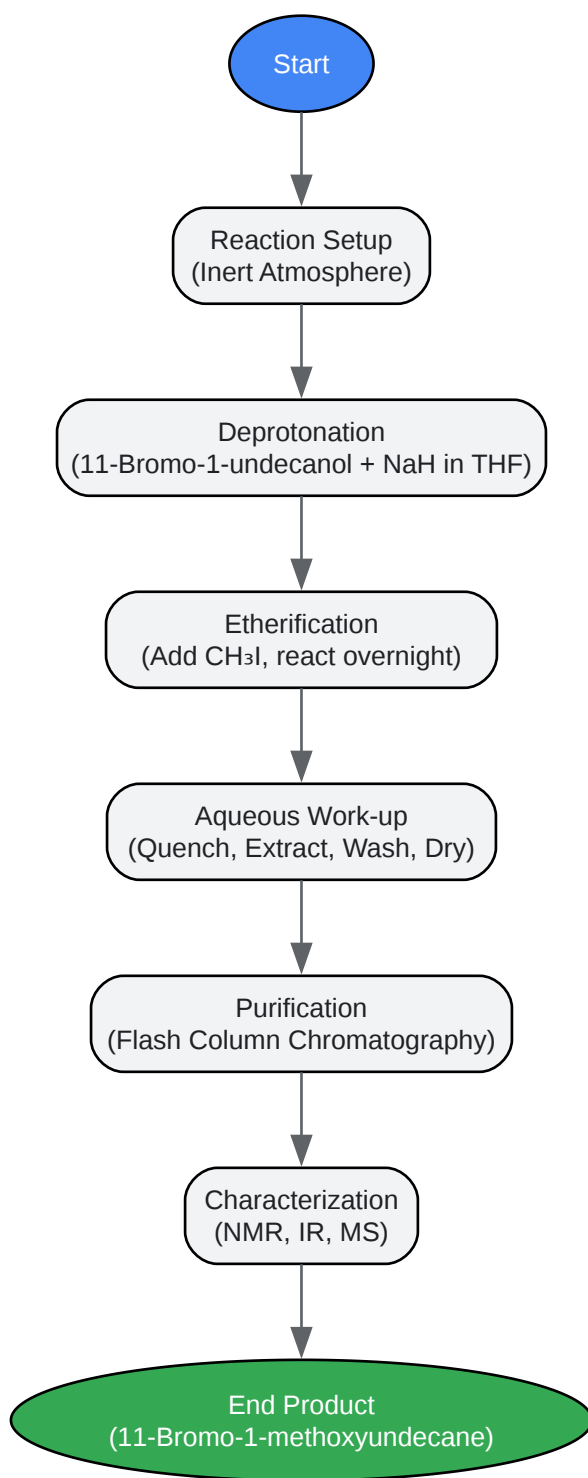 Start
Reaction Setup
(Inert Atmosphere)
Deprotonation
(11-Bromo-1-undecanol + NaH in THF)
Etherification
(Add CH₃I, react overnight)
Aqueous Work-up
(Quench, Extract, Wash, Dry)
Purification
(Flash Column Chromatography)
Characterization
(NMR, IR, MS)
End Product
(11-Bromo-1-methoxyundecane)